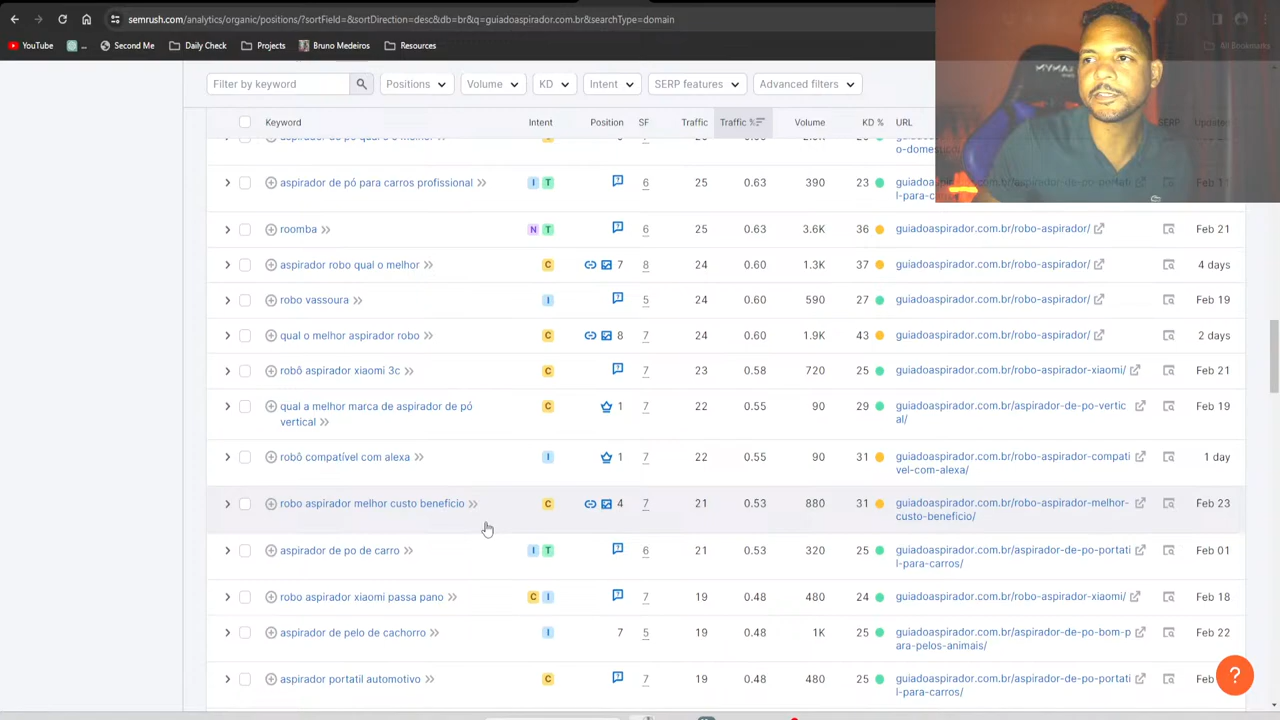 semrush.com/analytics/organic/positions/?sortField=&sortDirection=desc&db=br&q=guiadoaspirador.com.br&searchType=domain
YouTube
Second Me
Daily Check
Projects
Bruno Medeiros
Resources
All Bookmarks
Filter by keyword
Positions
Volume
KD
Intent
SERP features
Advanced filters
Keyword Intent Position SF Traffic Traffic % Volume KD % URL SERP Updated
o-domestico/
aspirador de pó para carros profissional I T 6 25 0.63 390 23 guiadoaspirador.com.br/aspirador-de-po-portati
l-para-carros/
roomba N T 6 25 0.63 3.6K 36 guiadoaspirador.com.br/robo-aspirador/ Feb 21
aspirador robo qual o melhor C 7 8 24 0.60 1.3K 37 guiadoaspirador.com.br/robo-aspirador/ 4 days
robo vassoura I 5 24 0.60 590 27 guiadoaspirador.com.br/robo-aspirador/ Feb 19
qual o melhor aspirador robo C 8 7 24 0.60 1.9K 43 guiadoaspirador.com.br/robo-aspirador/ 2 days
robô aspirador xiaomi 3c C 7 23 0.58 720 25 guiadoaspirador.com.br/robo-aspirador-xiaomi/ Feb 21
qual a melhor marca de aspirador de pó C 1 7 22 0.55 90 29 guiadoaspirador.com.br/aspirador-de-po-vertic Feb 19
vertical al/
robô compatível com alexa I 1 7 22 0.55 90 31 guiadoaspirador.com.br/robo-aspirador-compati 1 day
vel-com-alexa/
robo aspirador melhor custo beneficio C 4 7 21 0.53 880 31 guiadoaspirador.com.br/robo-aspirador-melhor- Feb 23
custo-beneficio/
aspirador de po de carro I T 6 21 0.53 320 25 guiadoaspirador.com.br/aspirador-de-po-portati Feb 01
l-para-carros/
robo aspirador xiaomi passa pano C I 7 19 0.48 480 24 guiadoaspirador.com.br/robo-aspirador-xiaomi/ Feb 18
aspirador de pelo de cachorro I 7 5 19 0.48 1K 25 guiadoaspirador.com.br/aspirador-de-po-bom-p Feb 22
ara-pelos-animais/
aspirador portatil automotivo C 7 19 0.48 480 25 guiadoaspirador.com.br/aspirador-de-po-portati
l-para-carros/
?